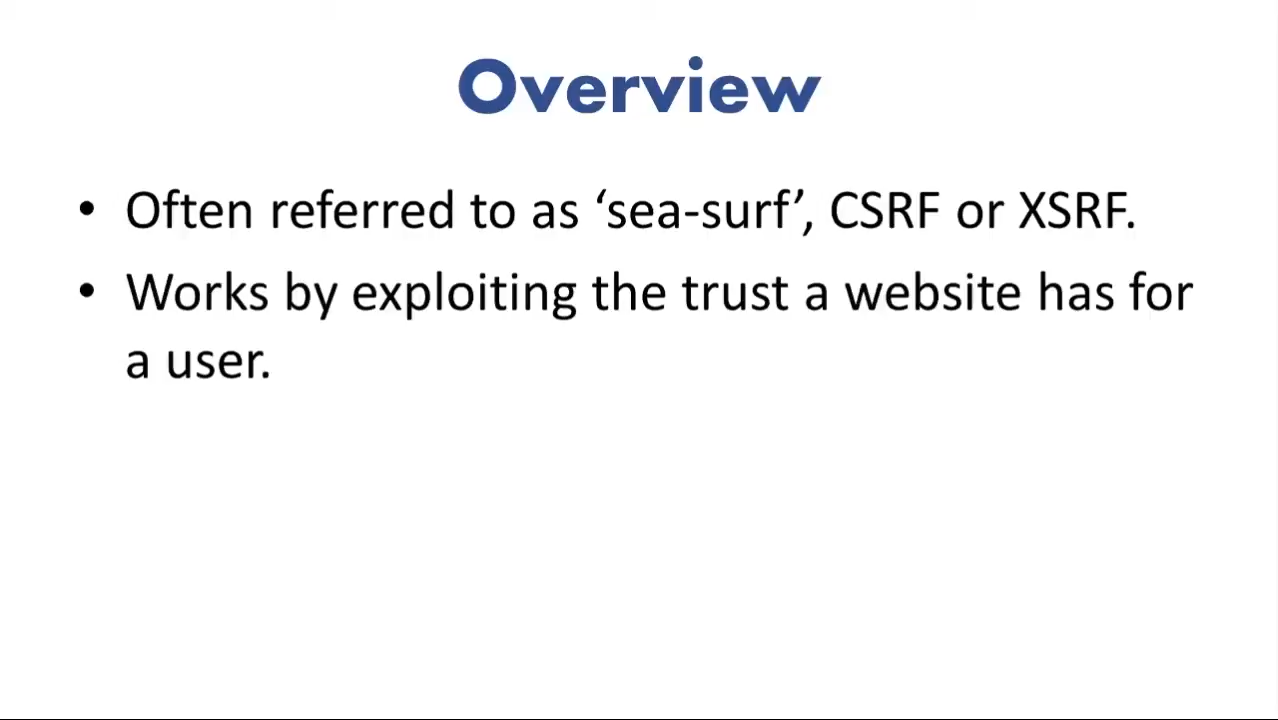 Overview
• Often referred to as ‘sea-surf’, CSRF or XSRF.
• Works by exploiting the trust a website has for
a user.